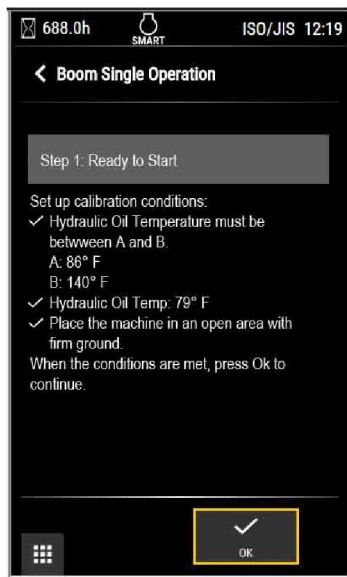 688.0h SMART ISO/JIS 12:19
Boom Single Operation
Step 1: Ready to Start
Set up calibration conditions:
Hydraulic Oil Temperature must be
betwween A and B.
A: 86° F
B: 140° F
Hydraulic Oil Temp: 79° F
Place the machine in an open area with
firm ground.
When the conditions are met, press Ok to
continue.
OK